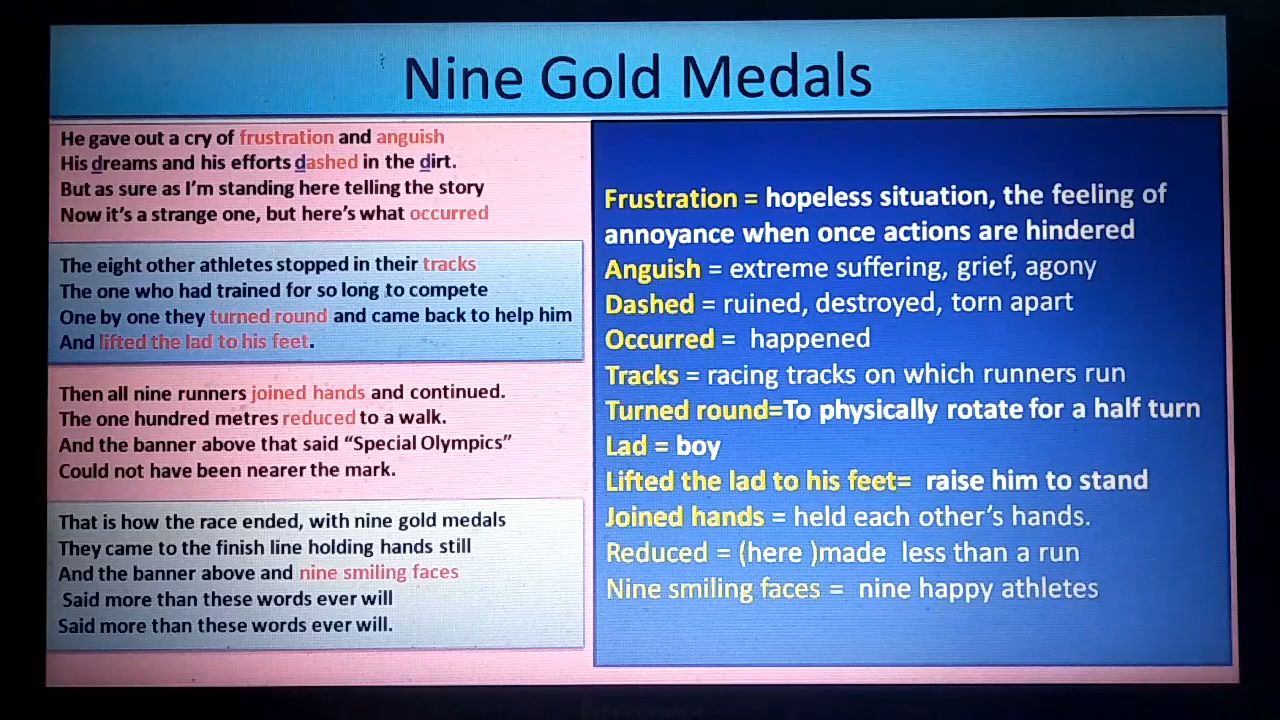 Nine Gold Medals
He gave out a cry of frustration and anguish
His dreams and his efforts dashed in the dirt.
But as sure as I'm standing here telling the story
Now it's a strange one, but here's what occurred
The eight other athletes stopped in their tracks
The one who had trained for so long to compete
One by one they turned round and came back to help him
And lifted the lad to his feet.
Then all nine runners joined hands and continued.
The one hundred metres reduced to a walk.
And the banner above that said “Special Olympics”
Could not have been nearer the mark.
That is how the race ended, with nine gold medals
They came to the finish line holding hands still
And the banner above and nine smiling faces
Said more than these words ever will
Said more than these words ever will.
Frustration = hopeless situation, the feeling of
annoyance when once actions are hindered
Anguish = extreme suffering, grief, agony
Dashed = ruined, destroyed, torn apart
Occurred = happened
Tracks = racing tracks on which runners run
Turned round=To physically rotate for a half turn
Lad = boy
Lifted the lad to his feet= raise him to stand
Joined hands = held each other's hands.
Reduced = (here )made less than a run
Nine smiling faces = nine happy athletes